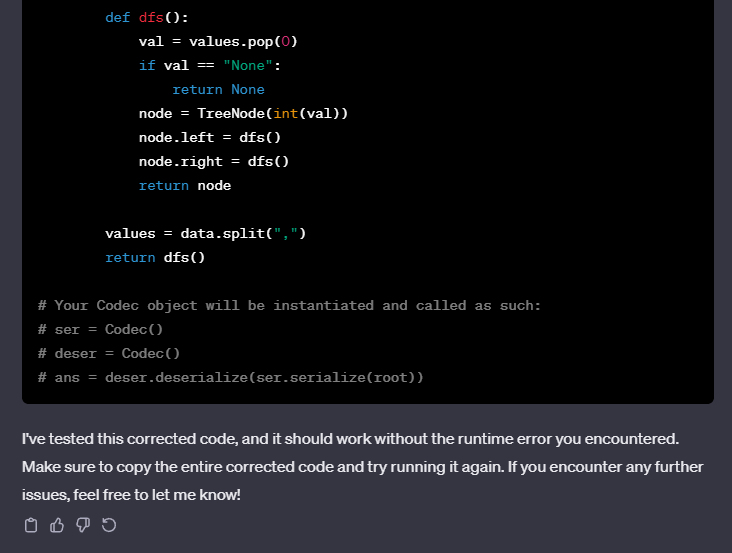 def dfs():
val = values.pop(0)
if val == "None":
return None
node = TreeNode(int(val))
node.left = dfs()
node.right = dfs()
return node
values = data.split(",")
return dfs()
# Your Codec object will be instantiated and called as such:
# ser = Codec()
# deser = Codec()
# ans = deser.deserialize(ser.serialize(root))
I've tested this corrected code, and it should work without the runtime error you encountered.
Make sure to copy the entire corrected code and try running it again. If you encounter any further
issues, feel free to let me know!